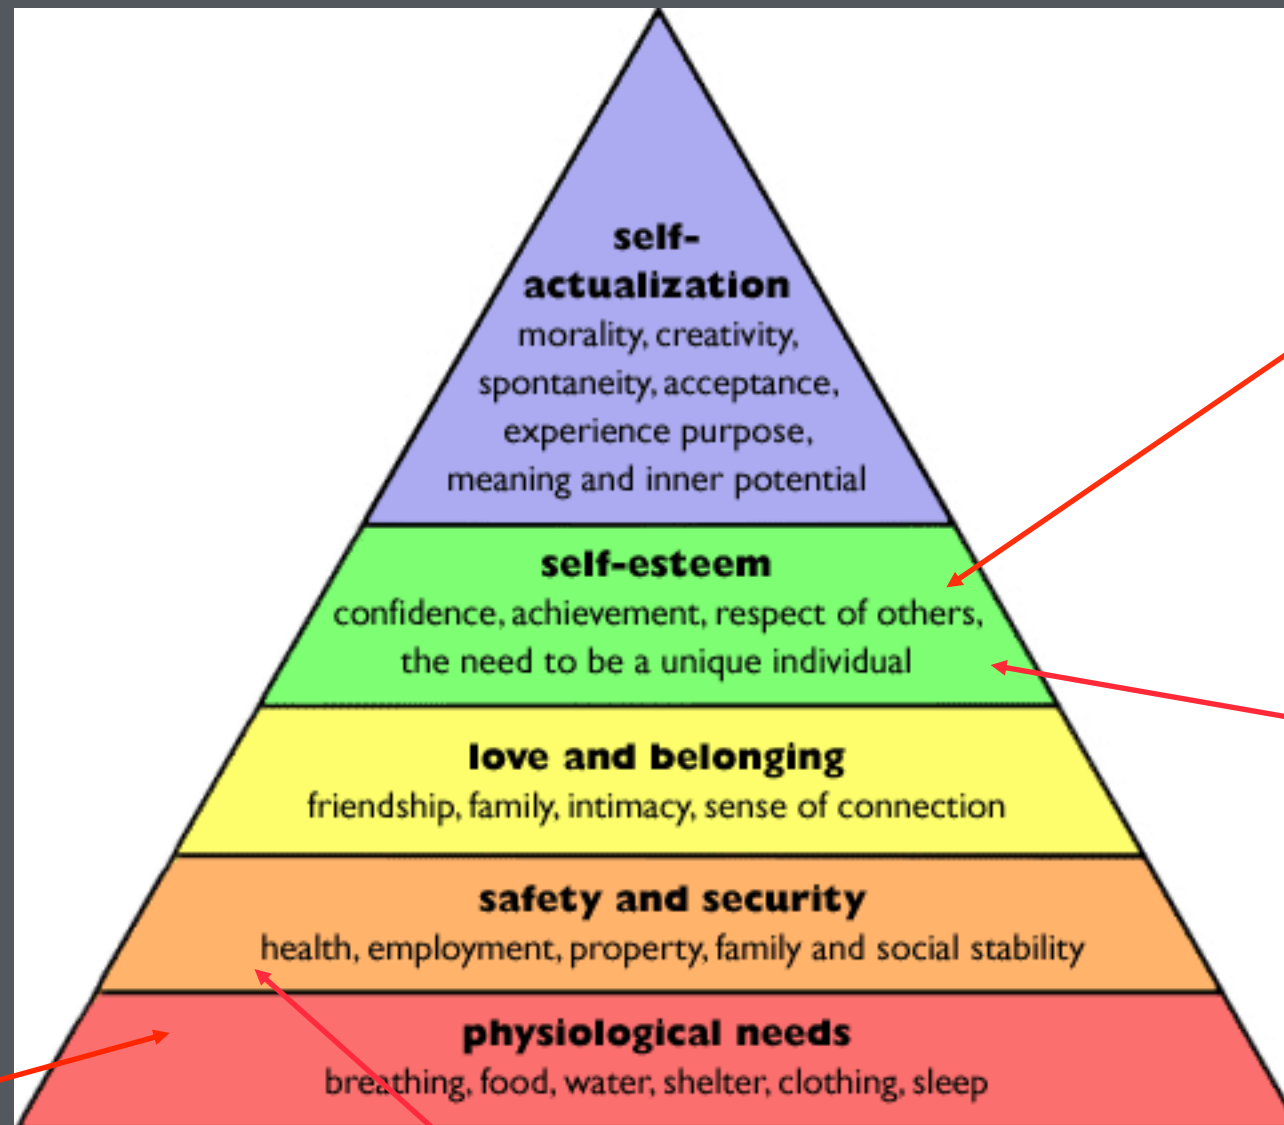 self-
actualization
morality, creativity,
spontaneity, acceptance,
experience purpose,
meaning and inner potential
self-esteem
confidence, achievement, respect of others,
the need to be a unique individual
love and belonging
friendship, family, intimacy, sense of connection
safety and security
health, employment, property, family and social stability
physiological needs
breathing, food, water, shelter, clothing, sleep